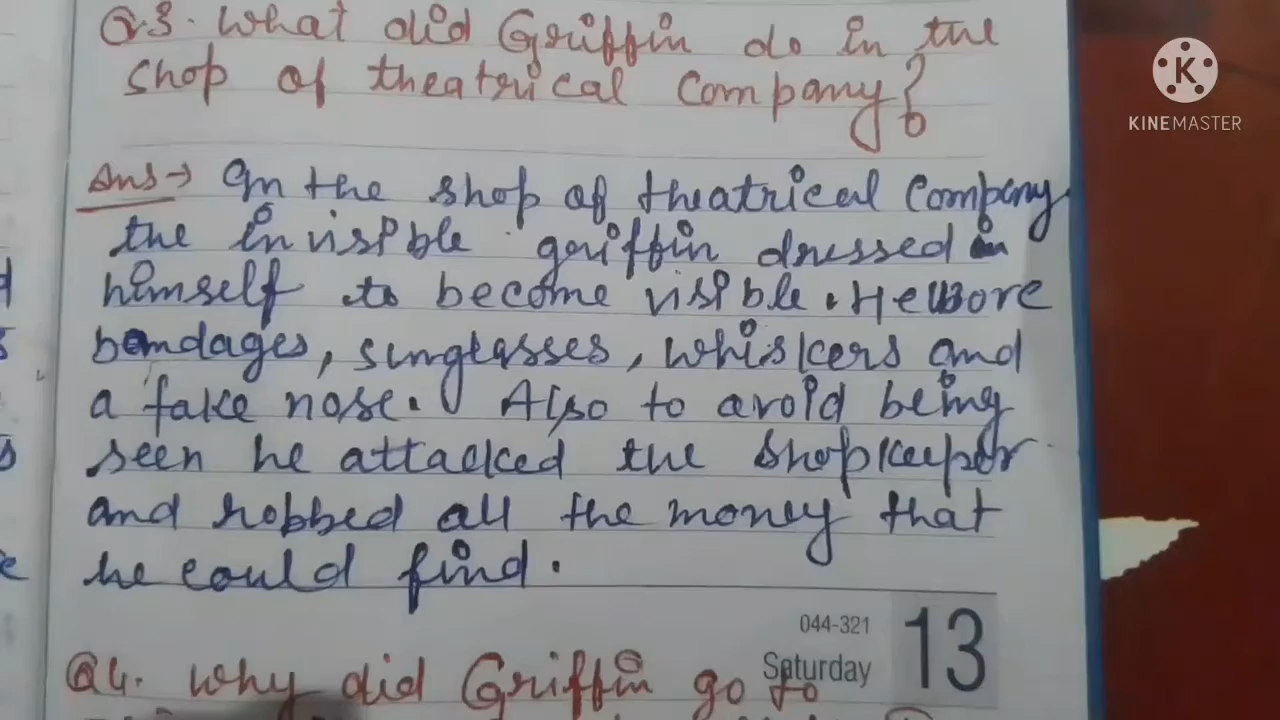 Q3. What did Griffin do in the
shop of theatrical Company?
KINEMASTER
Ans→ In the shop of theatrical Company
the invisible griffin dressed
himself to become visible. He wore
bandages, sunglasses, whiskers and
a fake nose. Also to avoid being
seen he attacked the shopkeeper
and robbed all the money that
he could find.
044-321
Saturday 13
Q4. Why did Griffin go to